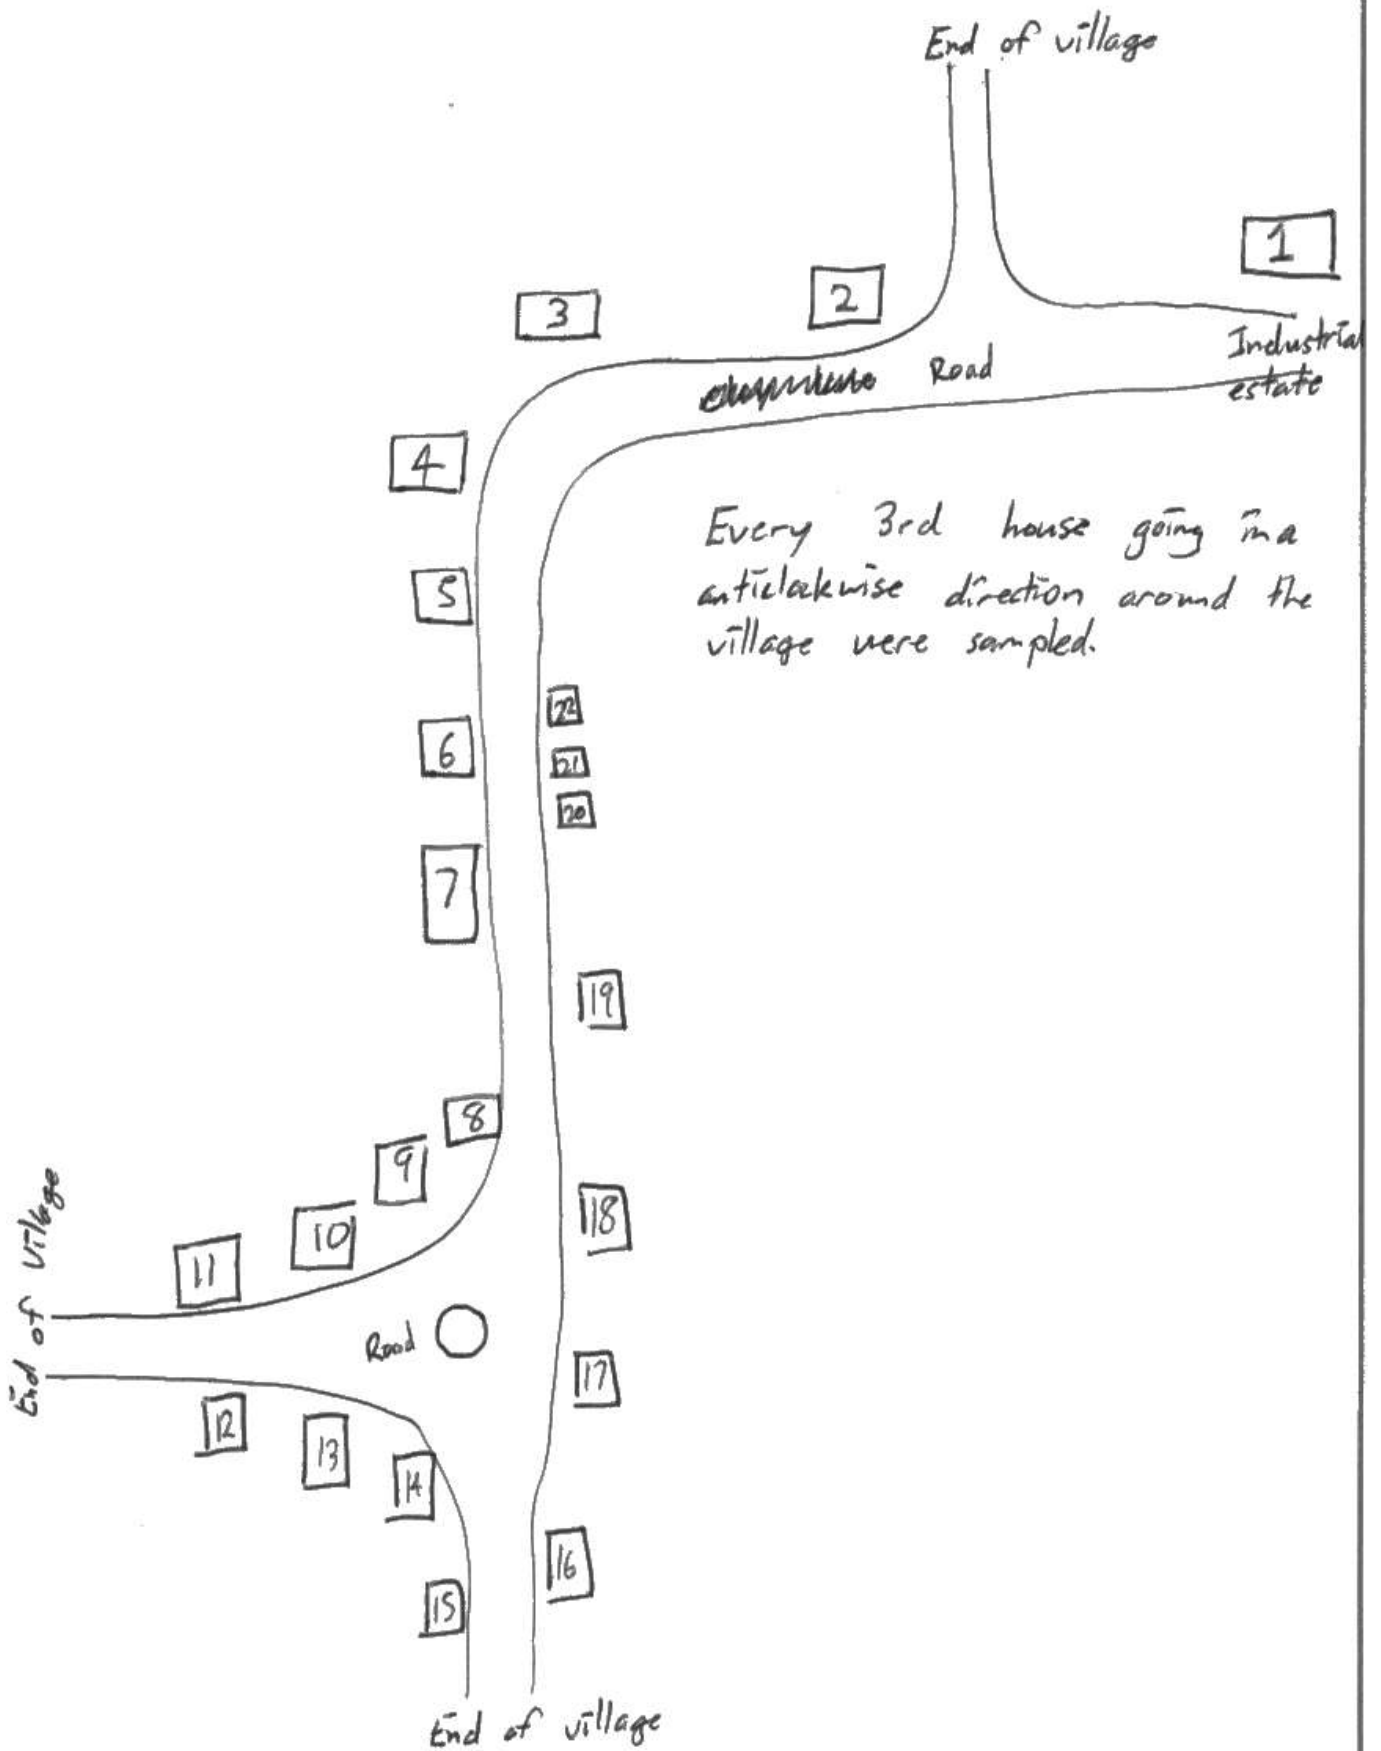 End of village
1
2
3
Industrial
estate
Road
4
Every 3rd house going in a
anticlockwise direction around the
village were sampled.
5
22
6
21
20
7
19
8
9
18
10
11
End of village
Road
17
12
13
14
16
15
End of village